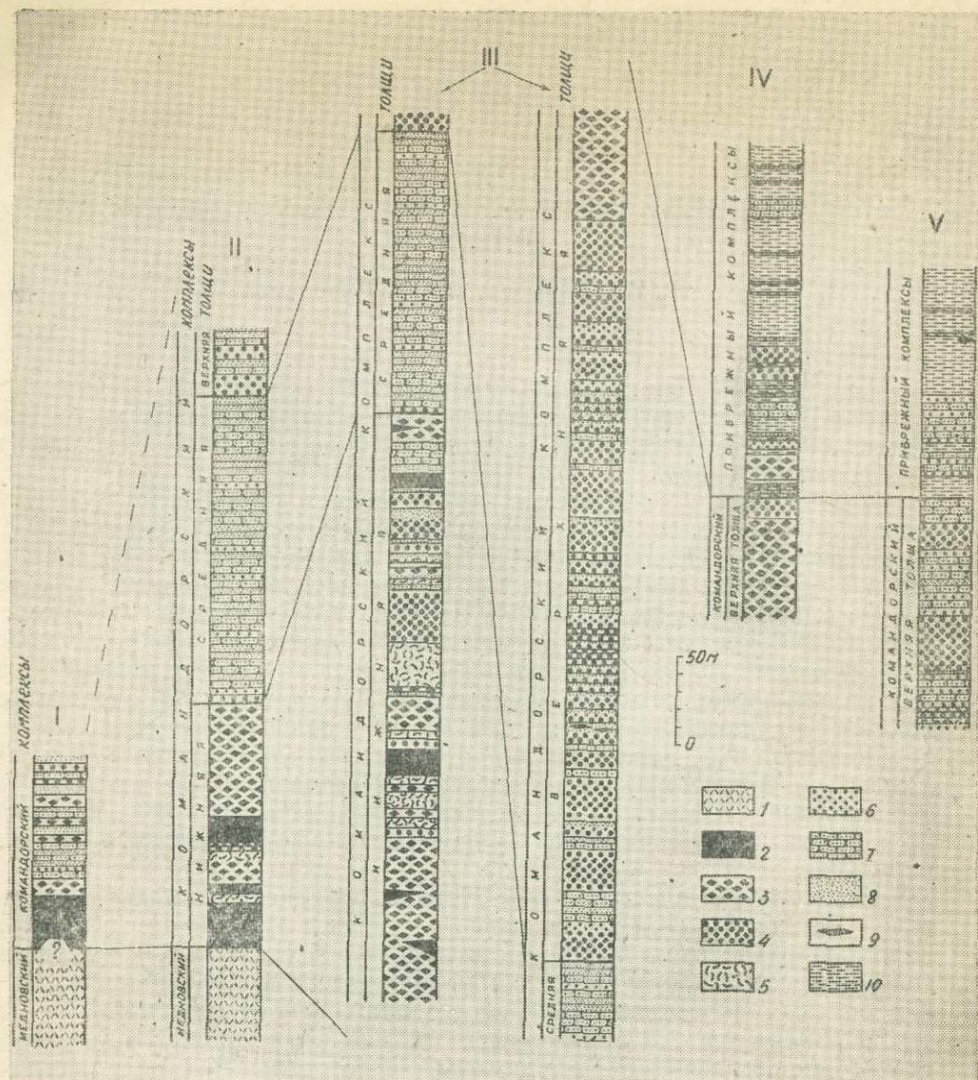 I
КОМПЛЕКСЫ
КОМАНДОРСКИЙ
МЕДНОВСКИЙ
?
II
КОМПЛЕКСЫ
ТОЛЩИ
КОМАНДОРСКИЙ
МЕДНОВСКИЙ
ВЕРХНЯЯ
СРЕДНЯЯ
НИЖНЯЯ
III
ТОЛЩИ
КОМАНДОРСКИЙ КОМПЛЕКС
СРЕДНЯЯ
НИЖНЯЯ
ТОЛЩИ
КОМАНДОРСКИЙ КОМПЛЕКС
ВЕРХНЯЯ
СРЕДНЯЯ
IV
ПРИБРЕЖНЫЙ КОМПЛЕКСЫ
КОМАНДОРСКИЙ
ВЕРХНЯЯ ТОЛЩА
V
ПРИБРЕЖНЫЙ КОМПЛЕКСЫ
КОМАНДОРСКИЙ
ВЕРХНЯЯ ТОЛЩА
50м
0
1
2
3
4
5
6
7
8
9
10